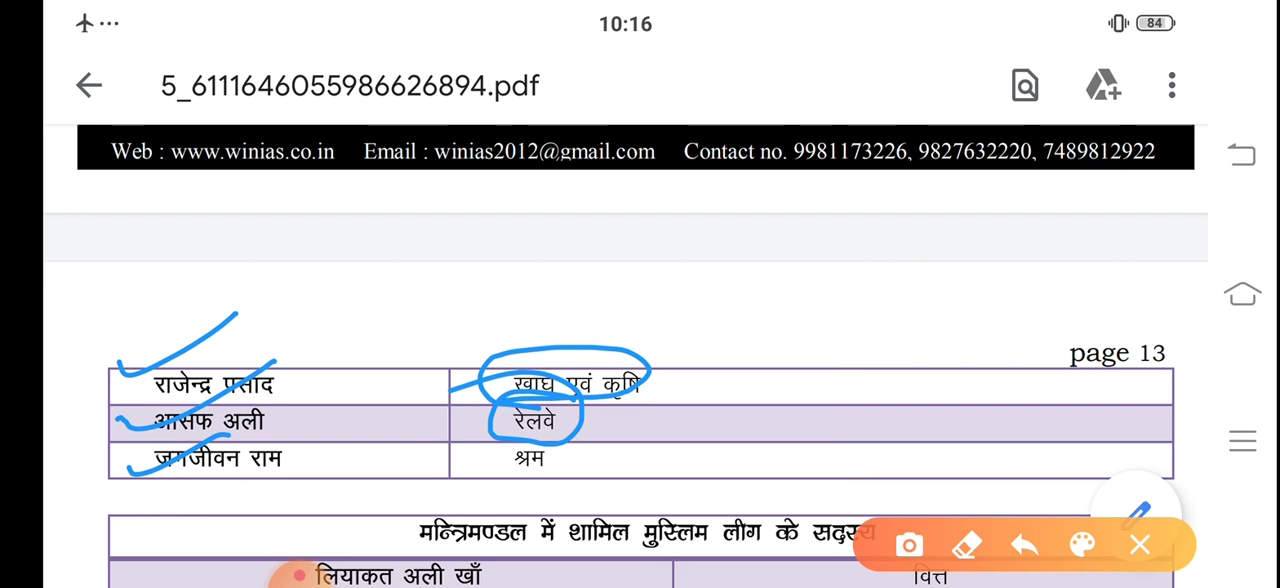 10:16
84
5_6111646055986626894.pdf
Web : www.winias.co.in Email : winias2012@gmail.com Contact no. 9981173226, 9827632220, 7489812922
page 13
राजेन्द्र प्रसाद खाघ एवं कृषि
आसफ अली रेलवे
जगजीवन राम श्रम
मन्त्रिमण्डल में शामिल मुस्लिम लीग के सदस्य
लियाकत अली खाँ वित्त